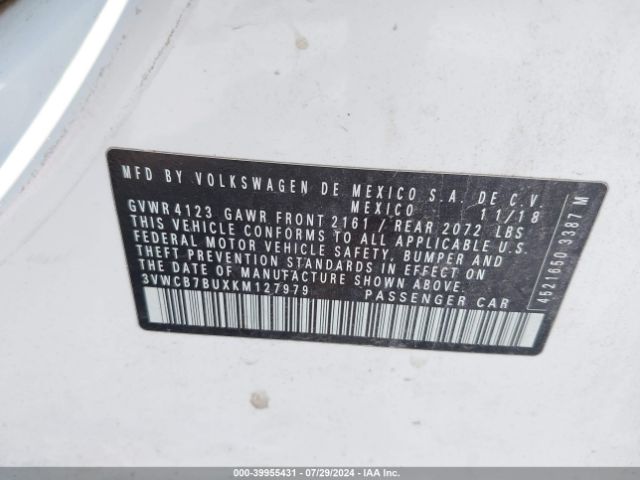 MFD BY VOLKSWAGEN DE MEXICO S.A. DE C.V.
MEXICO 11/18
GVWR 4123 GAWR FRONT 2161 / REAR 2072 LBS
THIS VEHICLE CONFORMS TO ALL APPLICABLE U.S.
FEDERAL MOTOR VEHICLE SAFETY, BUMPER AND
THEFT PREVENTION STANDARDS IN EFFECT ON
THE DATE OF MANUFACTURE SHOWN ABOVE.
3VWCB7BUXKM127979 PASSENGER CAR
4521650 3387 M
000-39955431 - 07/29/2024 - IAA Inc.